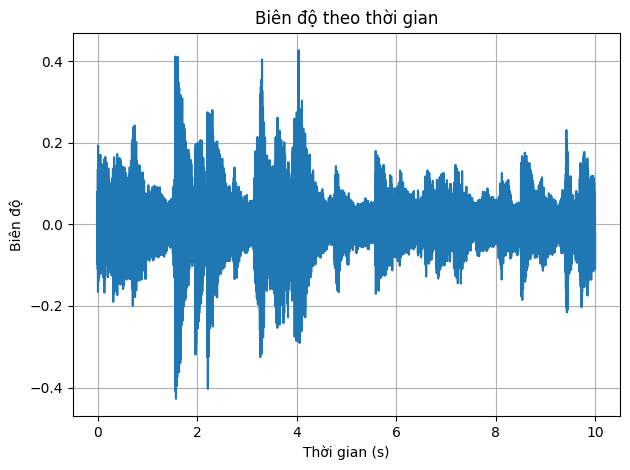 Biên độ theo thời gian
0.4
0.2
0.0
−0.2
−0.4
Biên độ
0 2 4 6 8 10
Thời gian (s)